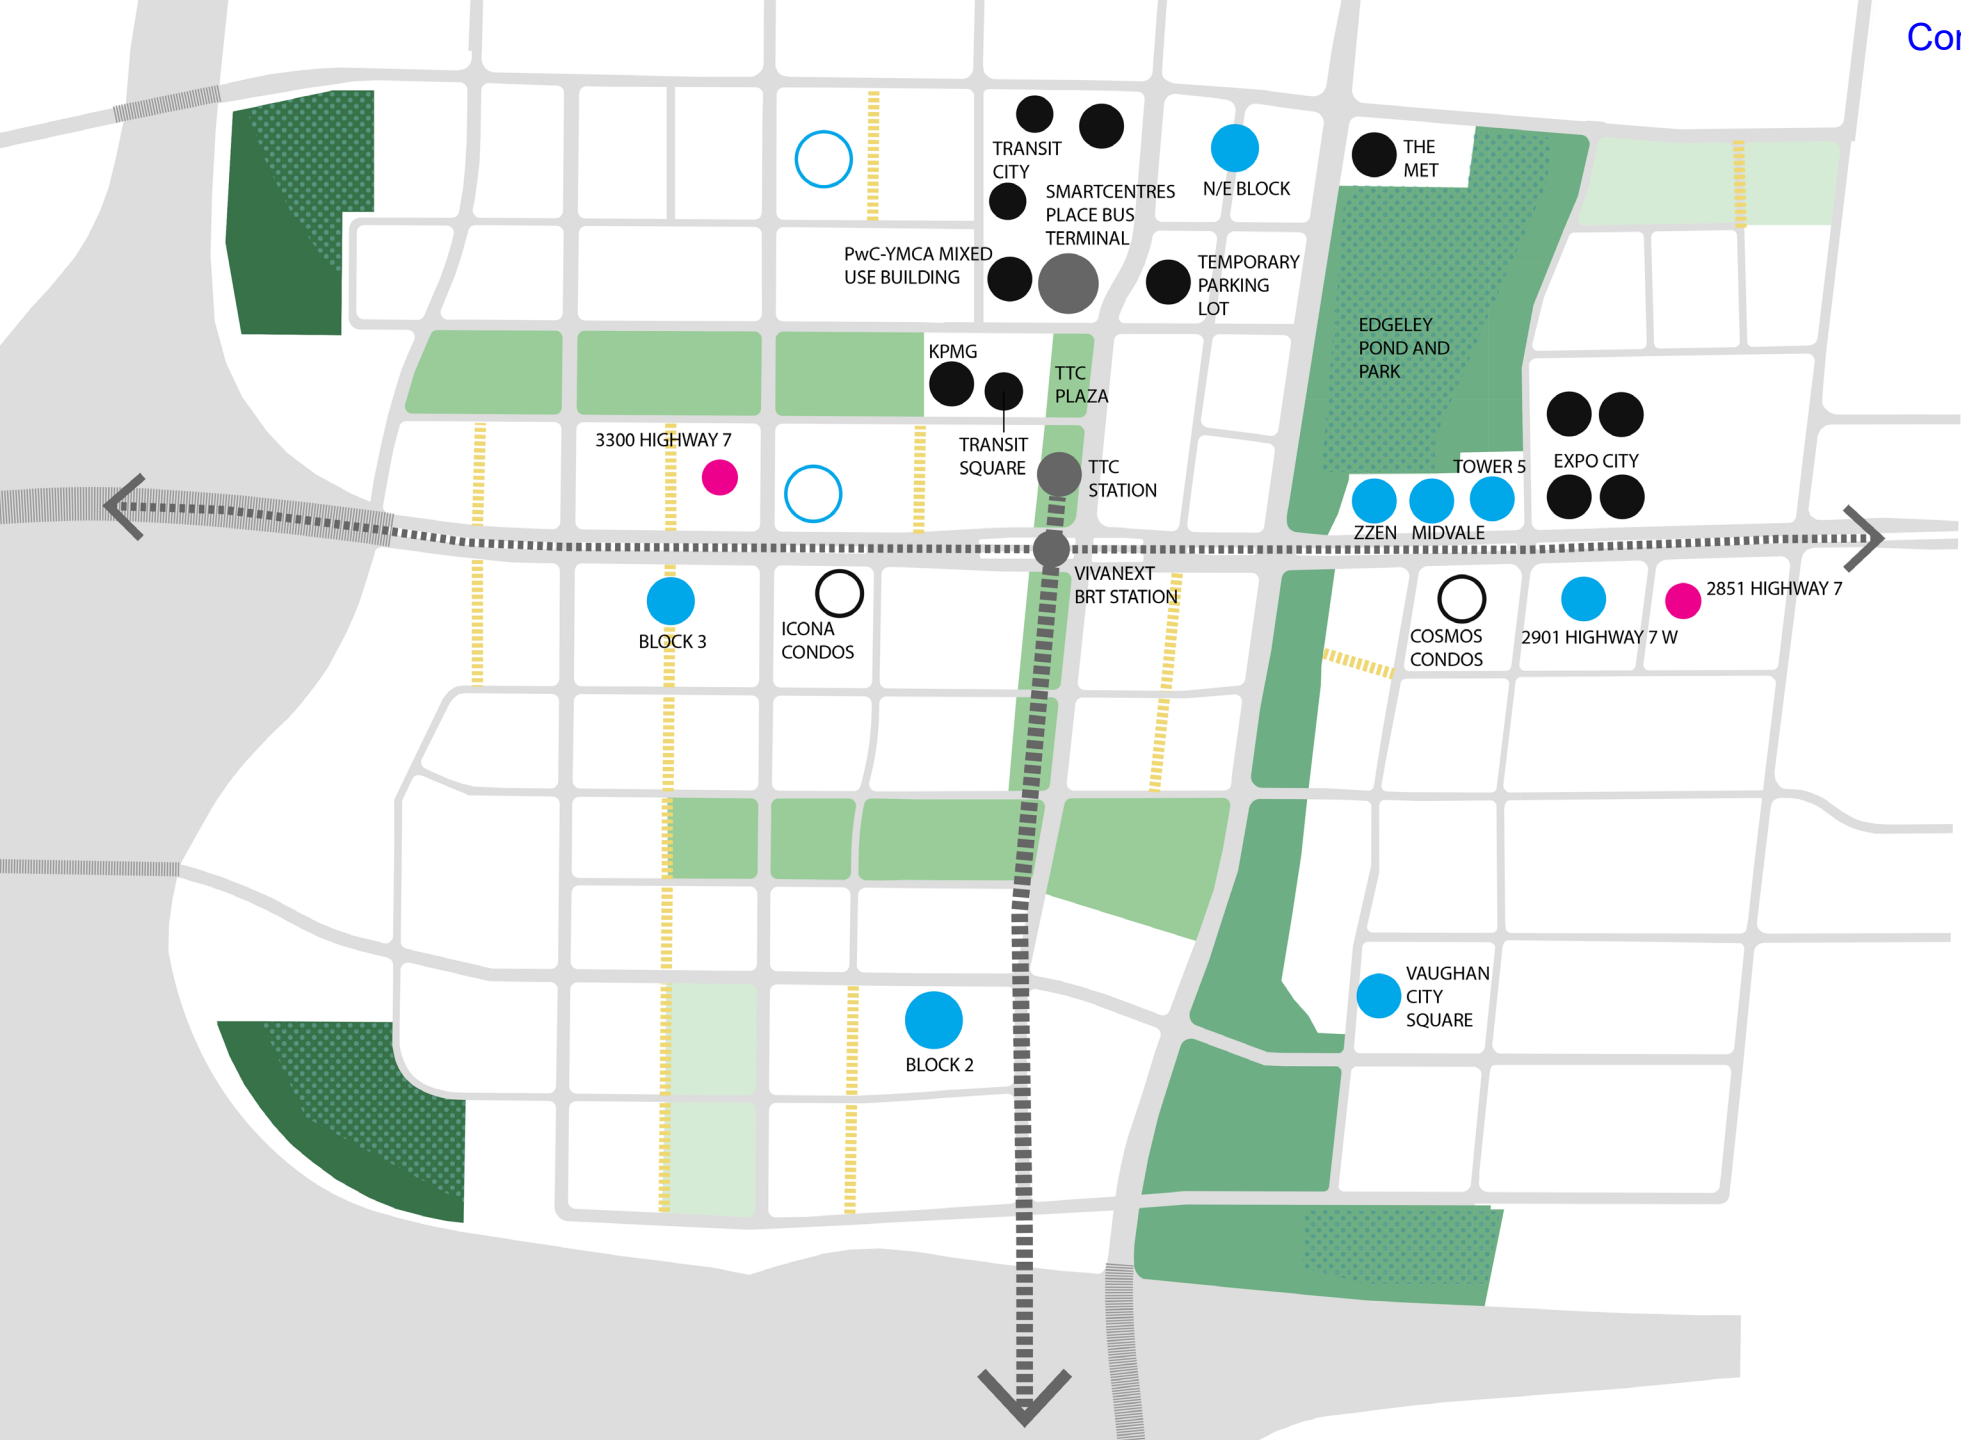 Cor
TRANSIT
CITY
THE
MET
SMARTCENTRES
PLACE BUS
TERMINAL
N/E BLOCK
PwC-YMCA MIXED
USE BUILDING
TEMPORARY
PARKING
LOT
EDGELEY
POND AND
PARK
KPMG
TTC
PLAZA
3300 HIGHWAY 7
TRANSIT
SQUARE
TTC
STATION
TOWER 5
EXPO CITY
ZZEN
MIDVALE
VIVANEXT
BRT STATION
2851 HIGHWAY 7
BLOCK 3
ICONA
CONDOS
COSMOS
CONDOS
2901 HIGHWAY 7 W
VAUGHAN
CITY
SQUARE
BLOCK 2